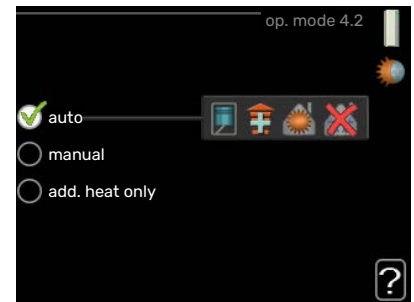 op. mode 4.2
auto
manual
add. heat only
?